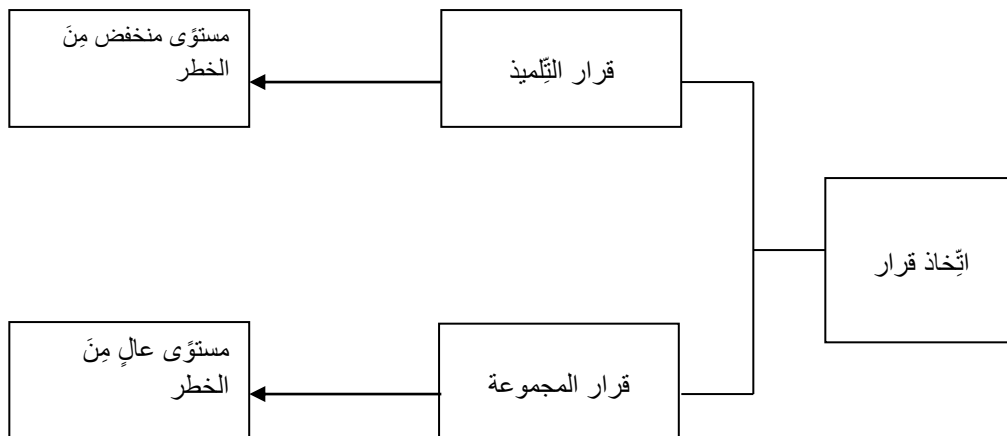 مستوًى منخفض مِنَ
الخطر
قرار التِّلميذ
اتِّخاذ قرار
مستوًى عالٍ مِنَ
الخطر
قرار المجموعة